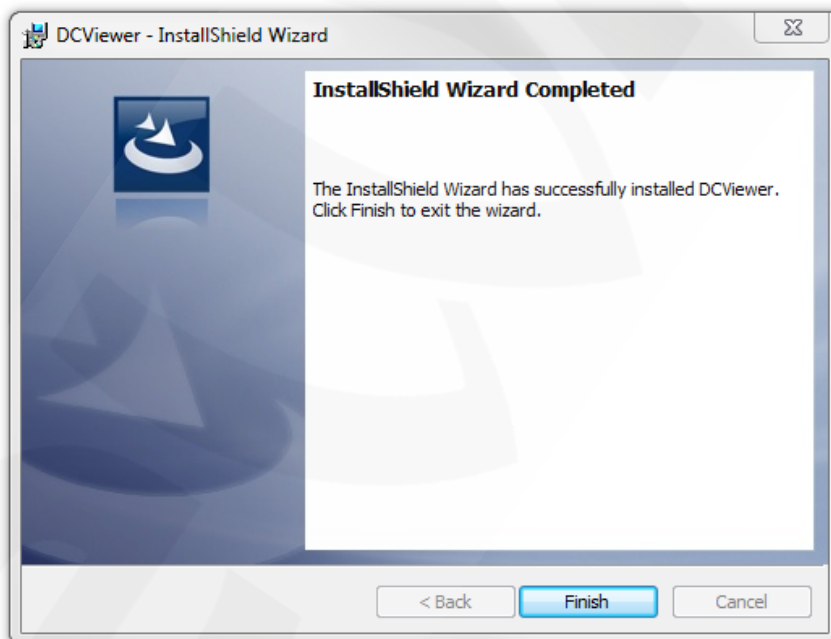 DCViewer - InstallShield Wizard
InstallShield Wizard Completed
The InstallShield Wizard has successfully installed DCViewer.
Click Finish to exit the wizard.
< Back Finish Cancel